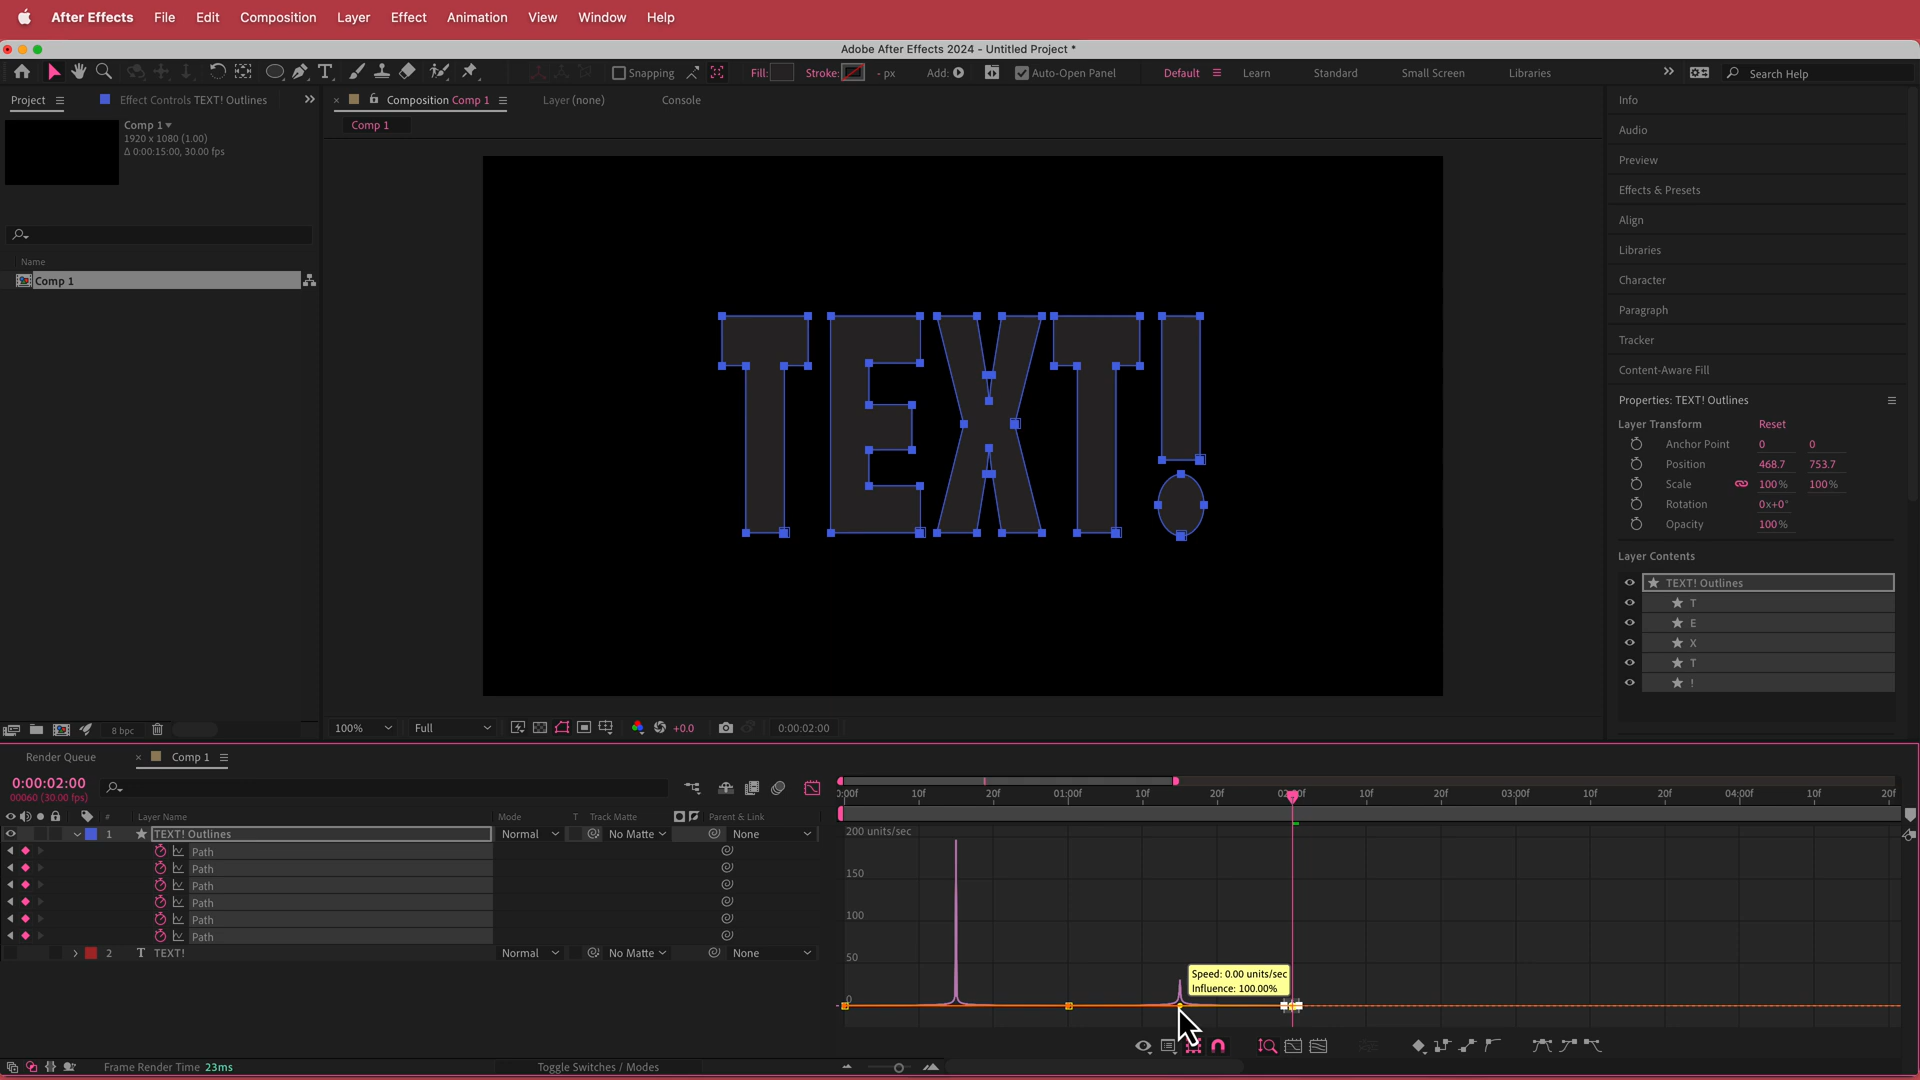 After Effects File Edit Composition Layer Effect Animation View Window Help
Adobe After Effects 2024 - Untitled Project *
Snapping Fill: Stroke: - px Add: Auto-Open Panel Default Learn Standard Small Screen Libraries Search Help
Project Effect Controls TEXT! Outlines Composition Comp 1 Layer (none) Console
Comp 1
1920 x 1080 (1.00)
Δ 0:00:15:00, 30.00 fps
Comp 1
Name
Comp 1
TEXT!
Info
Audio
Preview
Effects & Presets
Align
Libraries
Character
Paragraph
Tracker
Content-Aware Fill
Properties: TEXT! Outlines
Layer Transform Reset
Anchor Point 0 0
Position 468.7 753.7
Scale 100% 100%
Rotation 0x+0°
Opacity 100%
Layer Contents
TEXT! Outlines
T
E
X
T
!
8 bpc 100% Full +0.0 0:00:02:00
Render Queue Comp 1
0:00:02:00
00060 (30.00 fps)
# Layer Name Mode T Track Matte Parent & Link
1 TEXT! Outlines Normal No Matte None
Path
Path
Path
Path
Path
Path
2 T TEXT! Normal No Matte None
0:00f 10f 20f 01:00f 10f 20f 02:00f 10f 20f 03:00f 10f 20f 04:00f 10f 20f
200 units/sec
150
100
50
0
Speed: 0.00 units/sec
Influence: 100.00%
Frame Render Time 23ms Toggle Switches / Modes